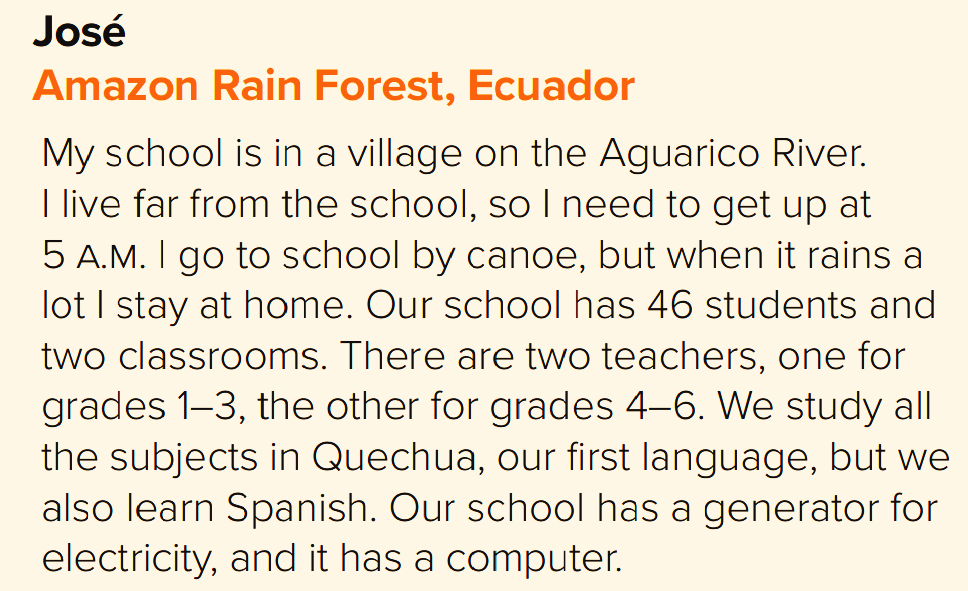 José
Amazon Rain Forest, Ecuador
My school is in a village on the Aguarico River.
I live far from the school, so I need to get up at
5 A.M. I go to school by canoe, but when it rains a
lot I stay at home. Our school has 46 students and
two classrooms. There are two teachers, one for
grades 1–3, the other for grades 4–6. We study all
the subjects in Quechua, our first language, but we
also learn Spanish. Our school has a generator for
electricity, and it has a computer.